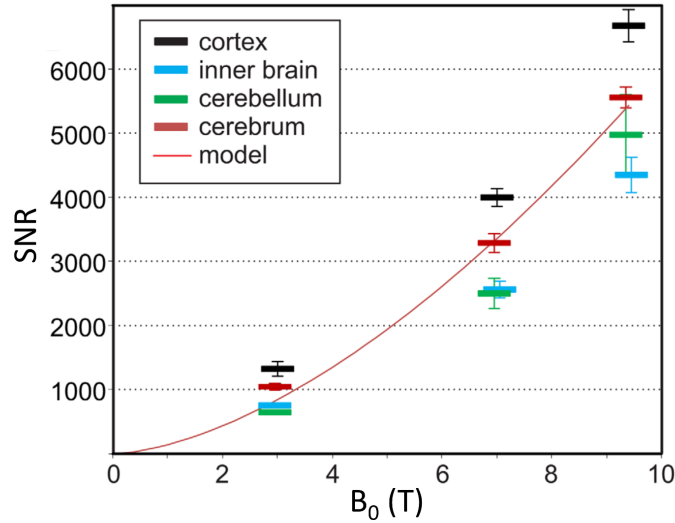 cortex
inner brain
cerebellum
cerebrum
model
6000
5000
4000
3000
2000
1000
SNR
0 2 4 6 8 10
B₀ (T)